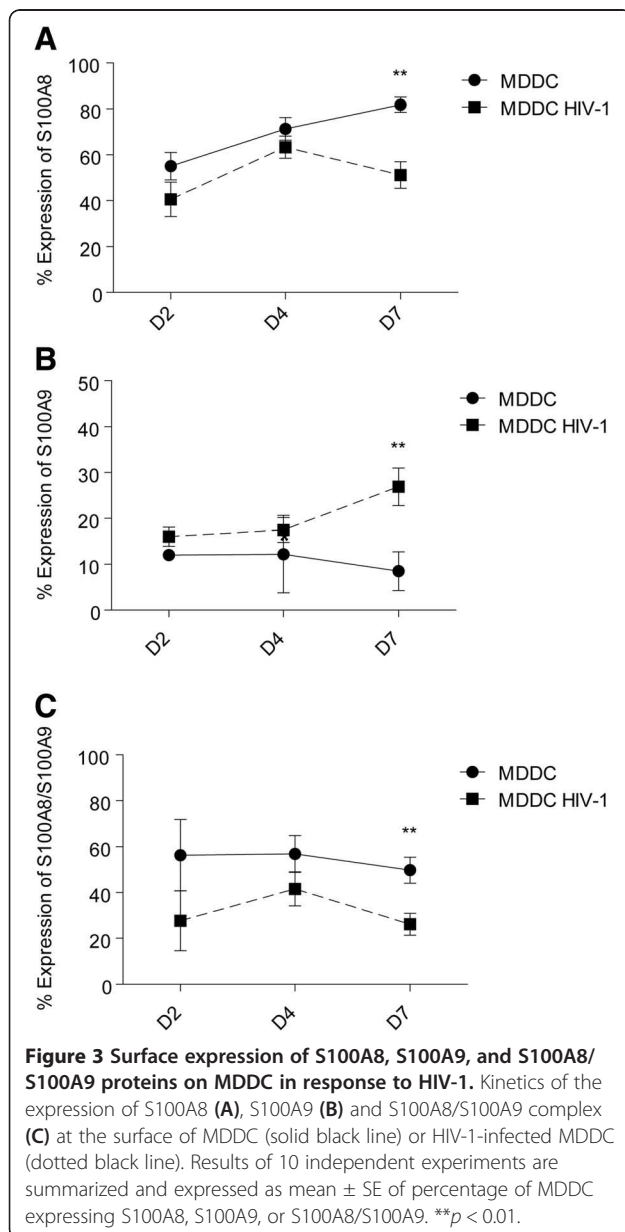 A
% Expression of S100A8
100
80
60
40
20
0
**
MDDC
MDDC HIV-1
D2
D4
D7
B
% Expression of S100A9
50
40
30
20
10
0
**
*
MDDC
MDDC HIV-1
D2
D4
D7
C
% Expression of S100A8/S100A9
100
80
60
40
20
0
**
MDDC
MDDC HIV-1
D2
D4
D7
Figure 3 Surface expression of S100A8, S100A9, and S100A8/
S100A9 proteins on MDDC in response to HIV-1. Kinetics of the
expression of S100A8 (A), S100A9 (B) and S100A8/S100A9 complex
(C) at the surface of MDDC (solid black line) or HIV-1-infected MDDC
(dotted black line). Results of 10 independent experiments are
summarized and expressed as mean ± SE of percentage of MDDC
expressing S100A8, S100A9, or S100A8/S100A9. **p < 0.01.